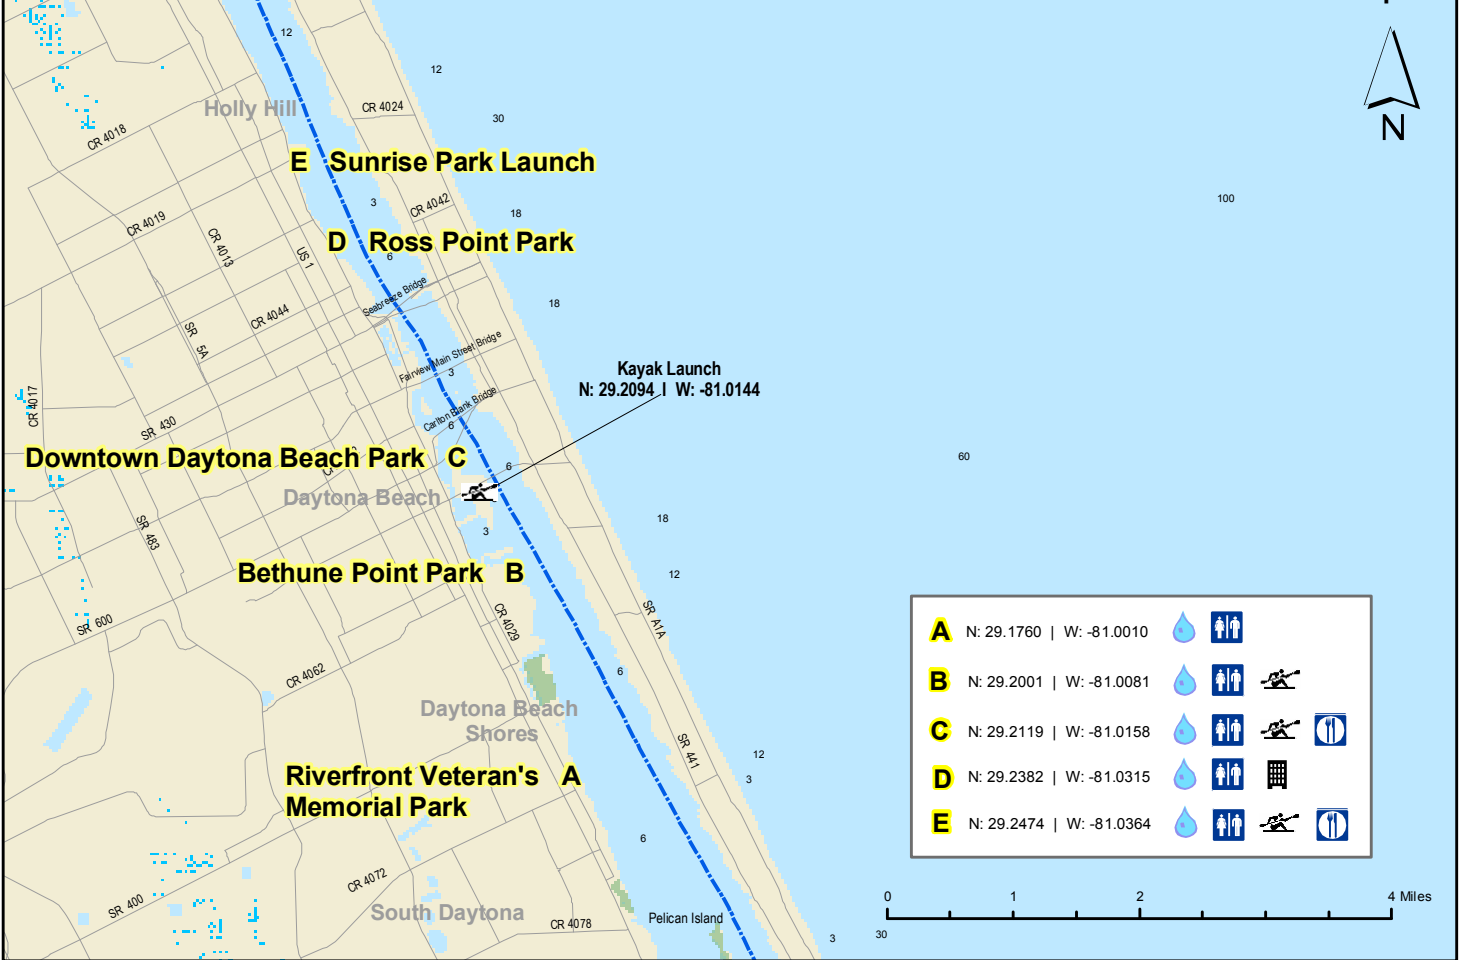 12
12
Holly Hill
CR 4024
30
CR 4018
E Sunrise Park Launch
3
CR 4042
18
100
CR 4019
CR 4013
US 1
D Ross Point Park
6
Seabreeze Bridge
18
CR 4044
SR 5A
Fairview Main Street Bridge
3
Kayak Launch
N: 29.2094 | W: -81.0144
CR 4017
Carlton Blank Bridge
SR 430
6
Downtown Daytona Beach Park C
6
60
Daytona Beach
SR 483
3
18
Bethune Point Park B
12
SR 600
CR 4029
SR A1A
CR 4062
6
Daytona Beach
Shores
SR 441
12
3
Riverfront Veteran's A
Memorial Park
6
CR 4072
SR 400
South Daytona
CR 4078
Pelican Island
3
30
N
A N: 29.1760 | W: -81.0010
B N: 29.2001 | W: -81.0081
C N: 29.2119 | W: -81.0158
D N: 29.2382 | W: -81.0315
E N: 29.2474 | W: -81.0364
0 1 2 4 Miles